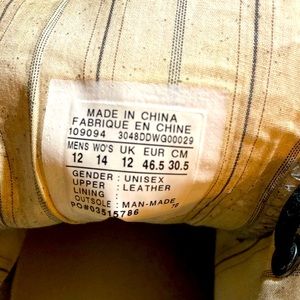 MADE IN CHINA
FABRIQUE EN CHINE
109094 3048DDWG00029
MENS WO'S UK EUR CM
12 14 12 46.5 30.5
GENDER : UNISEX
UPPER : LEATHER
LINING :
OUTSOLE : MAN-MADE
PO#03515786